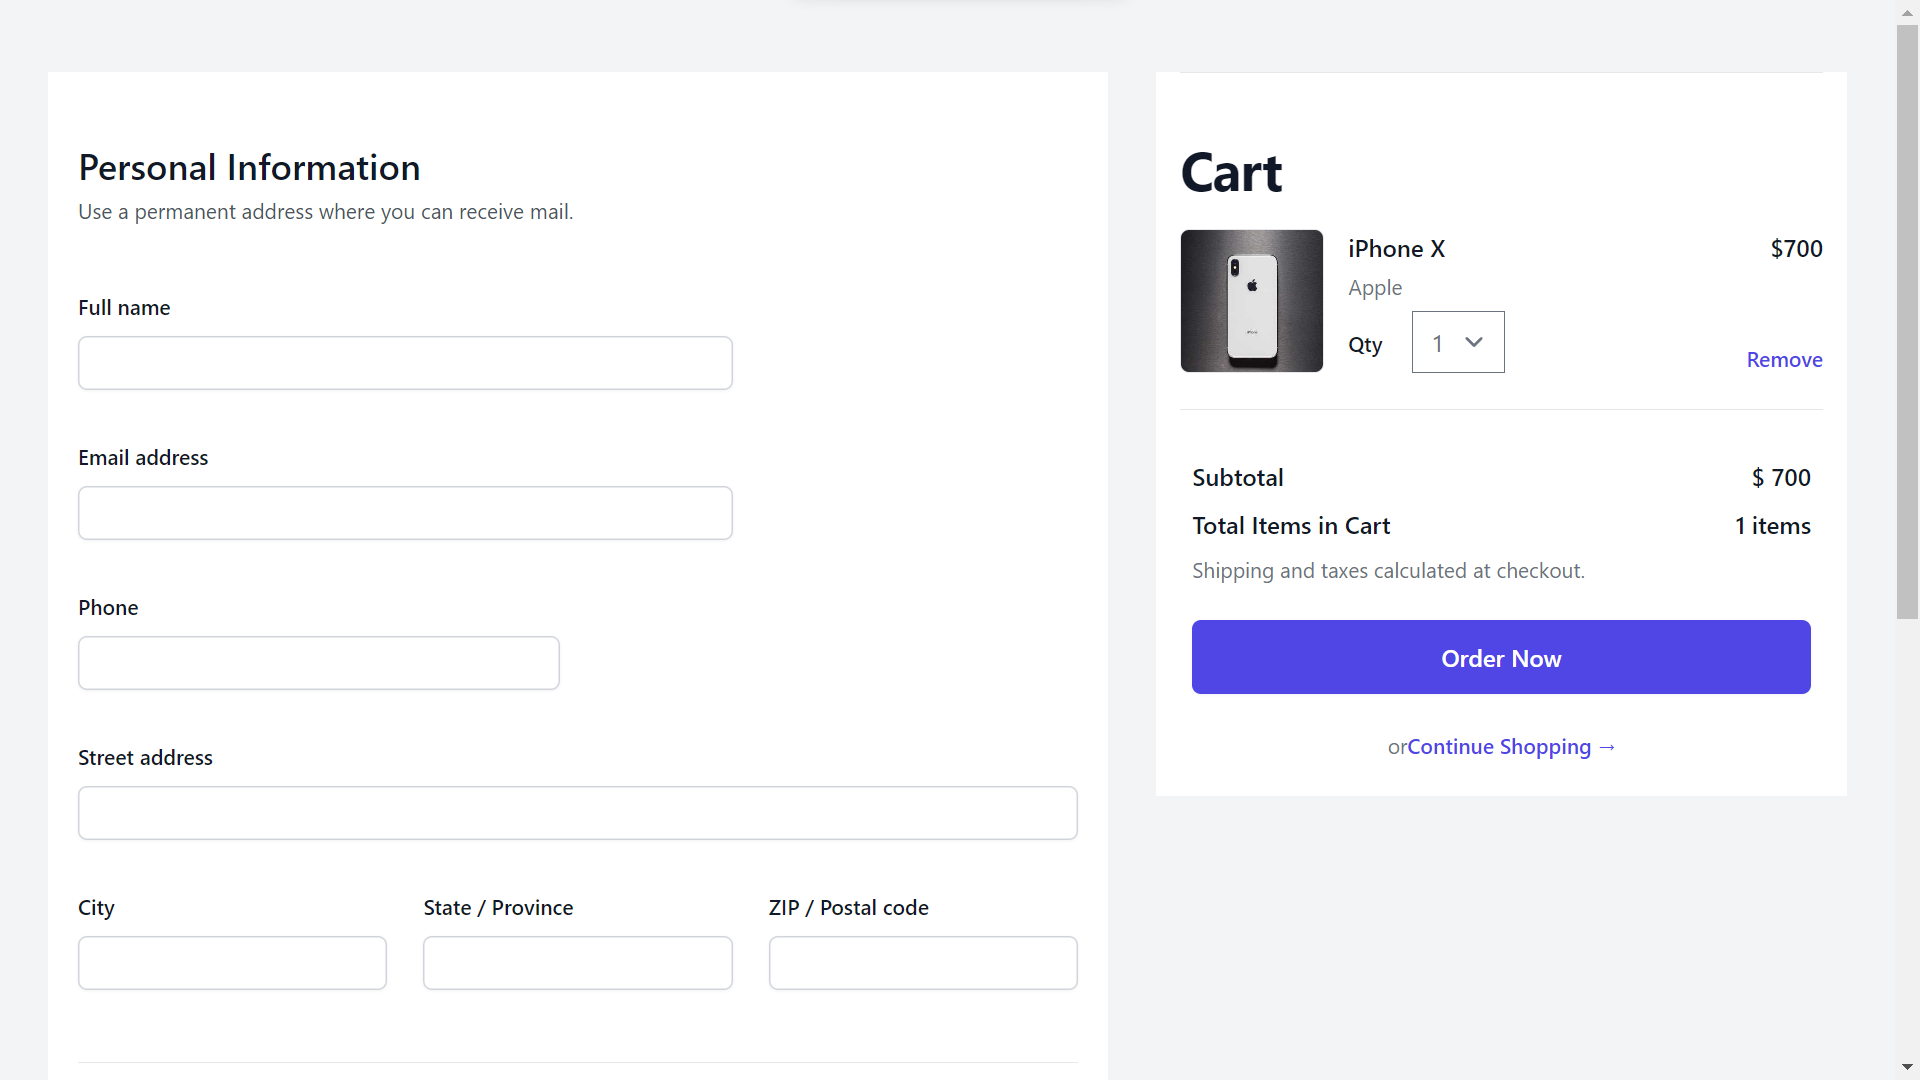 Personal Information
Use a permanent address where you can receive mail.
Full name
Email address
Phone
Street address
City
State / Province
ZIP / Postal code
Cart
iPhone X
$700
Apple
Qty
1
Remove
Subtotal
$ 700
Total Items in Cart
1 items
Shipping and taxes calculated at checkout.
Order Now
orContinue Shopping →